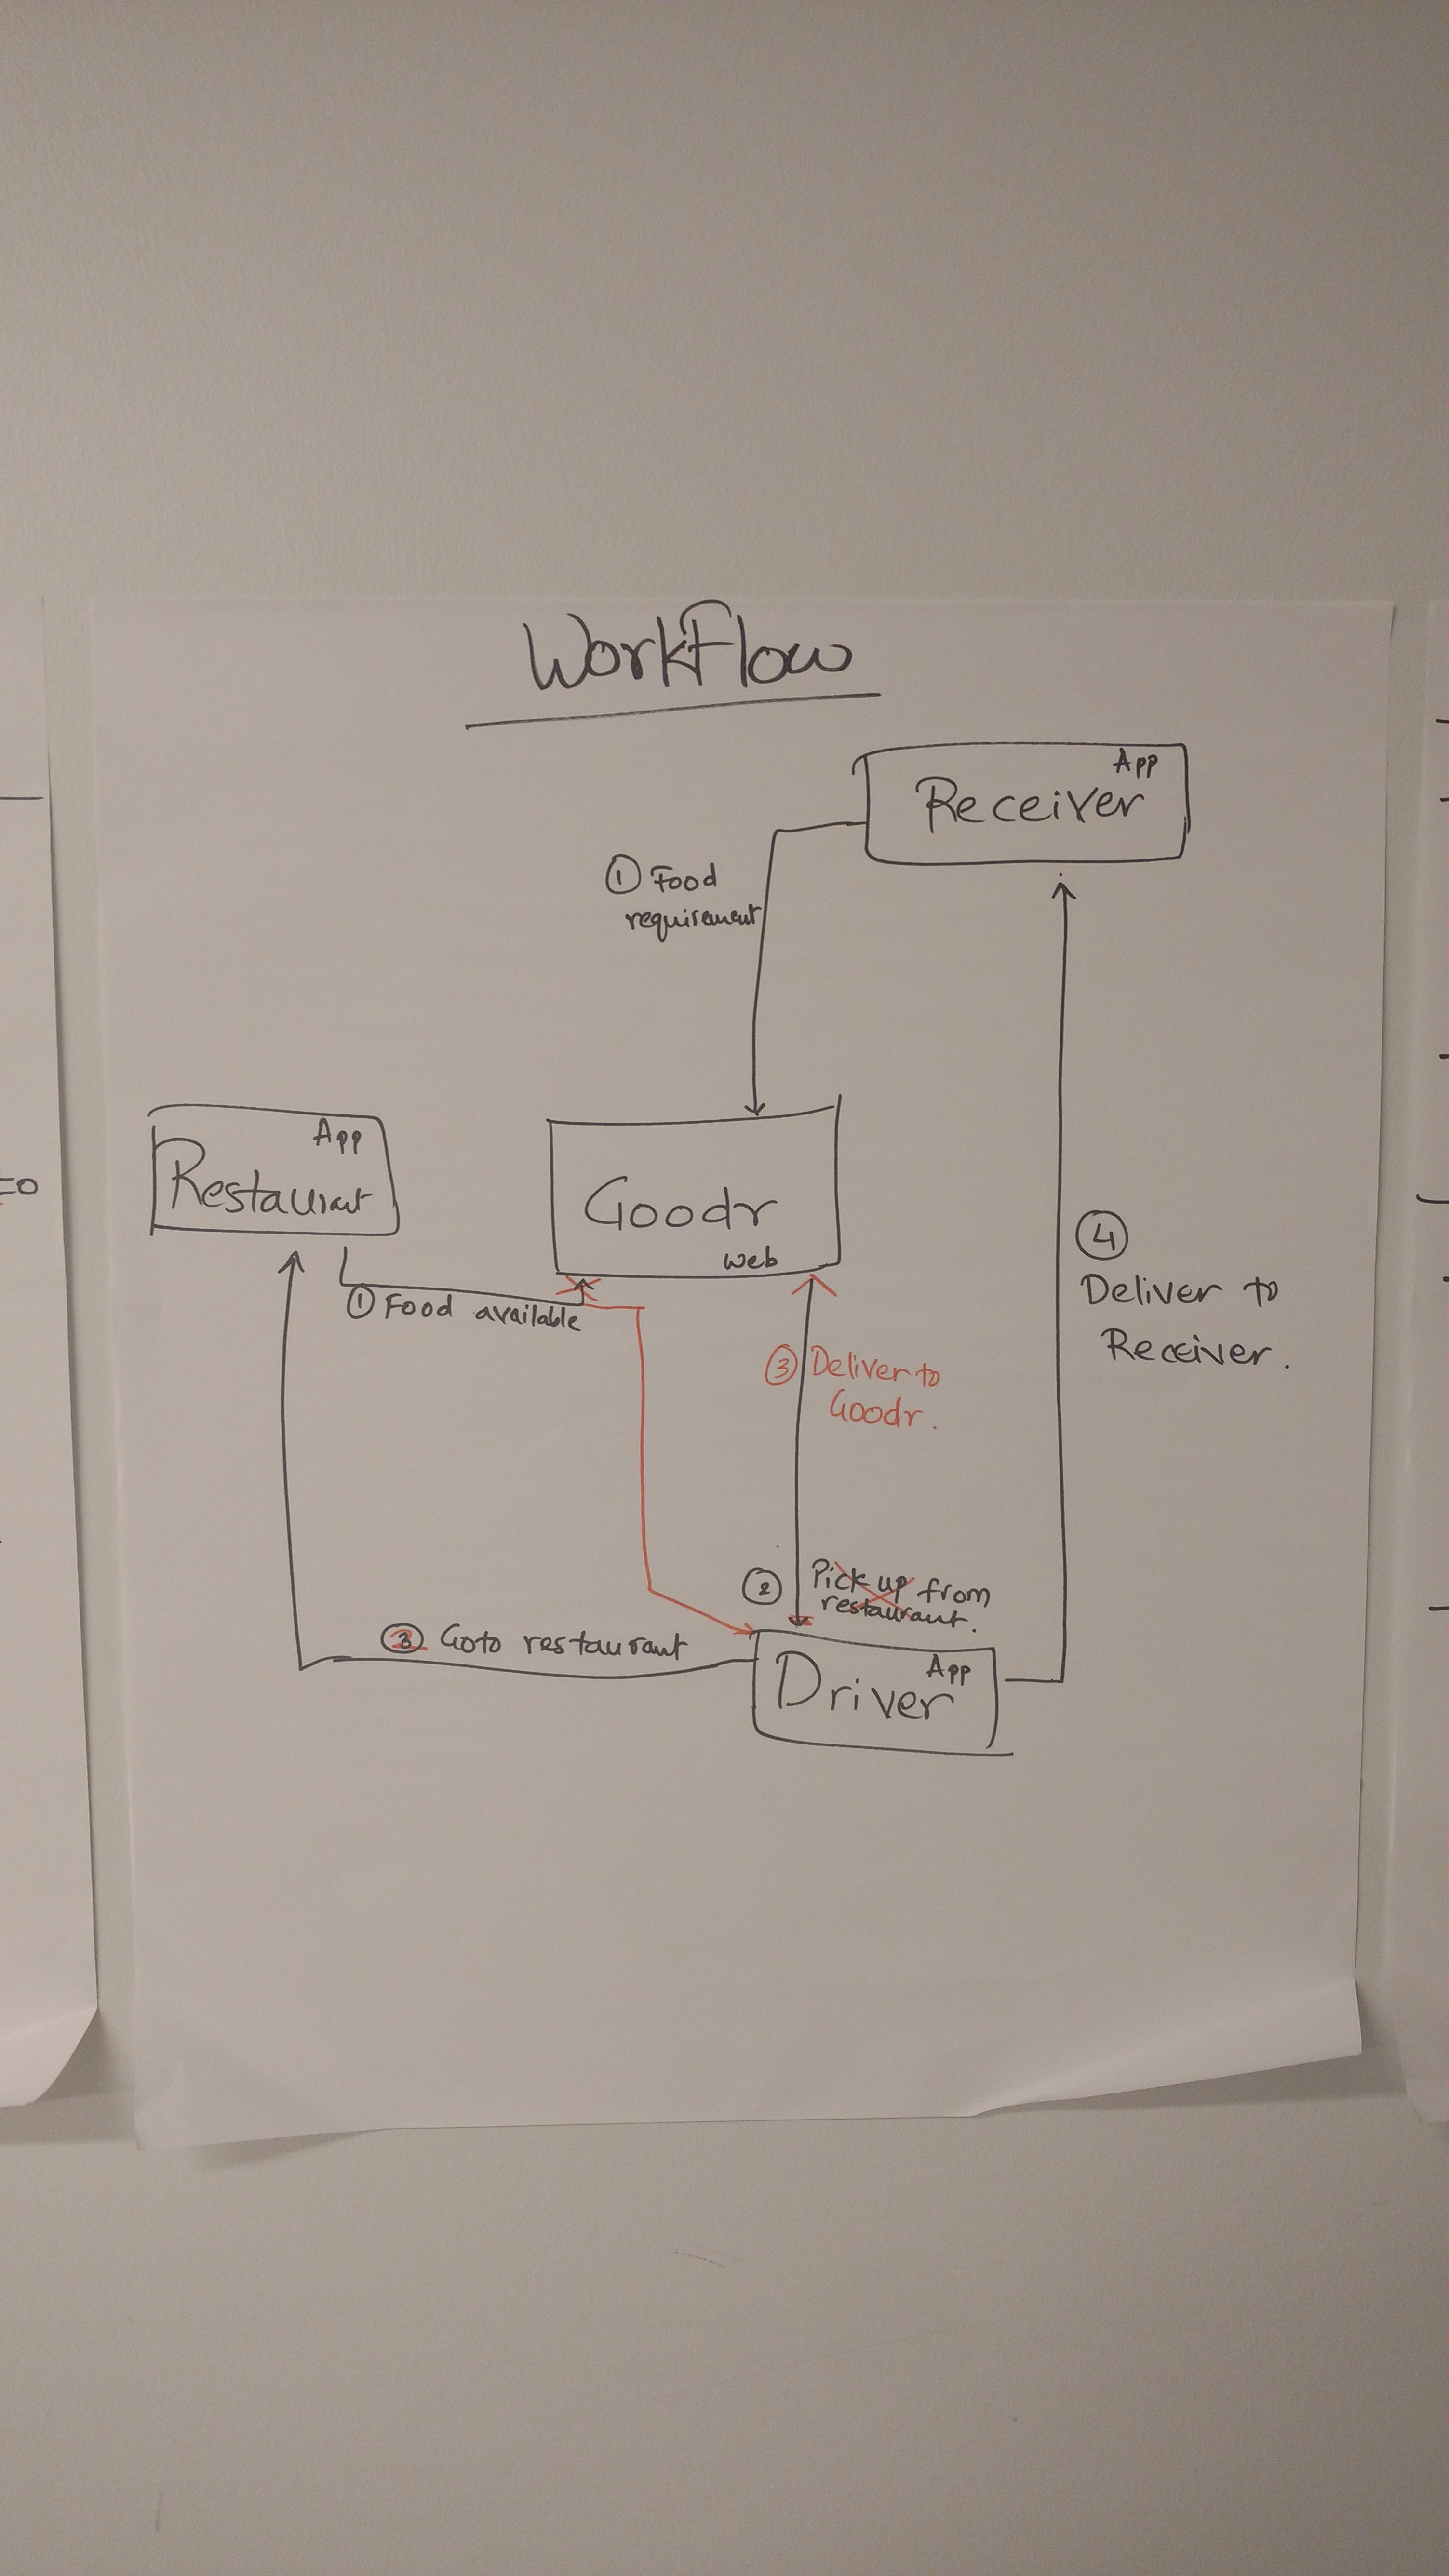 WorkFlow
App
Receiver
① Food
requirement
App
Restaurant
Goodr
Web
① Food available
④
Deliver to
Receiver.
③ Deliver to
Goodr.
② Pick up from
restaurant.
Goto restaurant
App
Driver